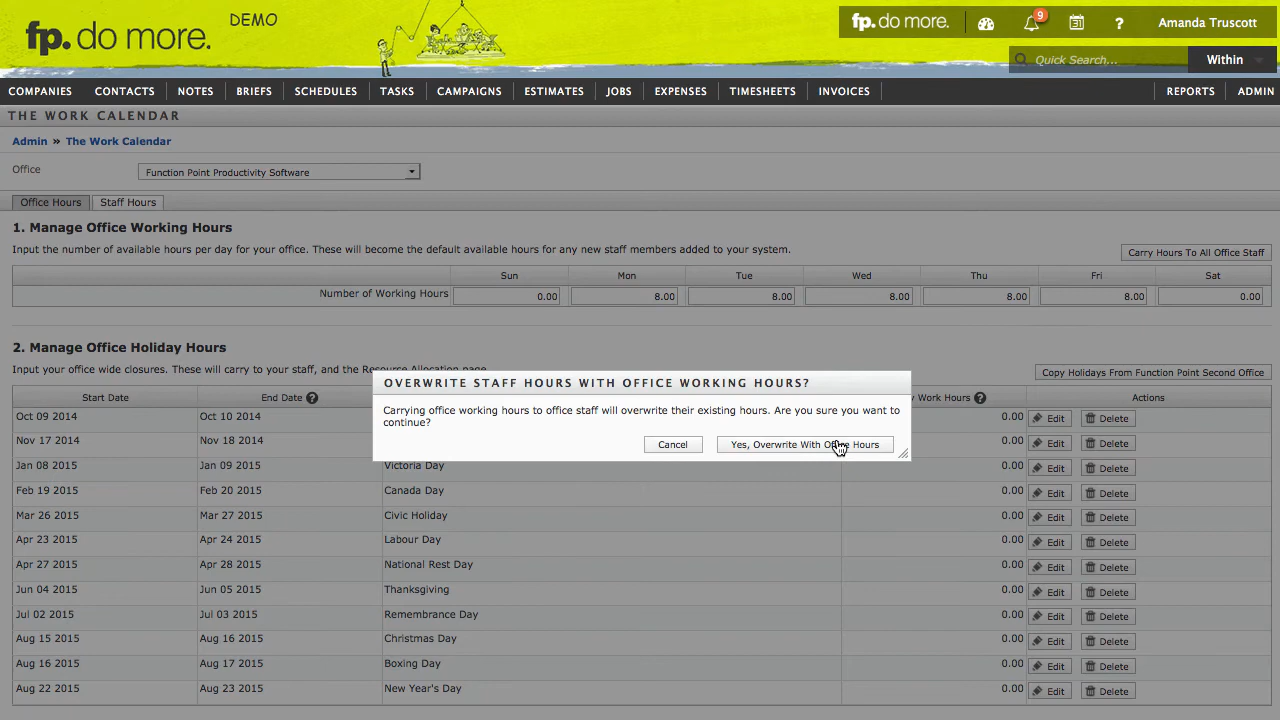 DEMO
fp. do more.
fp. do more.
9
?
Amanda Truscott
Quick Search...
Within
COMPANIES CONTACTS NOTES BRIEFS SCHEDULES TASKS CAMPAIGNS ESTIMATES JOBS EXPENSES TIMESHEETS INVOICES REPORTS ADMIN
THE WORK CALENDAR
Admin » The Work Calendar
Office Function Point Productivity Software
Office Hours Staff Hours
1. Manage Office Working Hours
Input the number of available hours per day for your office. These will become the default available hours for any new staff members added to your system.
Carry Hours To All Office Staff
Sun Mon Tue Wed Thu Fri Sat
Number of Working Hours 0.00 8.00 8.00 8.00 8.00 8.00 0.00
2. Manage Office Holiday Hours
Input your office wide closures. These will carry to your staff, and the Resource Allocation page.
Copy Holidays From Function Point Second Office
Start Date End Date ? Work Hours ? Actions
OVERWRITE STAFF HOURS WITH OFFICE WORKING HOURS?
Carrying office working hours to office staff will overwrite their existing hours. Are you sure you want to
continue?
Cancel Yes, Overwrite With Office Hours
Oct 09 2014 Oct 10 2014 0.00 Edit Delete
Nov 17 2014 Nov 18 2014 0.00 Edit Delete
Jan 08 2015 Jan 09 2015 Victoria Day 0.00 Edit Delete
Feb 19 2015 Feb 20 2015 Canada Day 0.00 Edit Delete
Mar 26 2015 Mar 27 2015 Civic Holiday 0.00 Edit Delete
Apr 23 2015 Apr 24 2015 Labour Day 0.00 Edit Delete
Apr 27 2015 Apr 28 2015 National Rest Day 0.00 Edit Delete
Jun 04 2015 Jun 05 2015 Thanksgiving 0.00 Edit Delete
Jul 02 2015 Jul 03 2015 Remembrance Day 0.00 Edit Delete
Aug 15 2015 Aug 16 2015 Christmas Day 0.00 Edit Delete
Aug 16 2015 Aug 17 2015 Boxing Day 0.00 Edit Delete
Aug 22 2015 Aug 23 2015 New Year's Day 0.00 Edit Delete